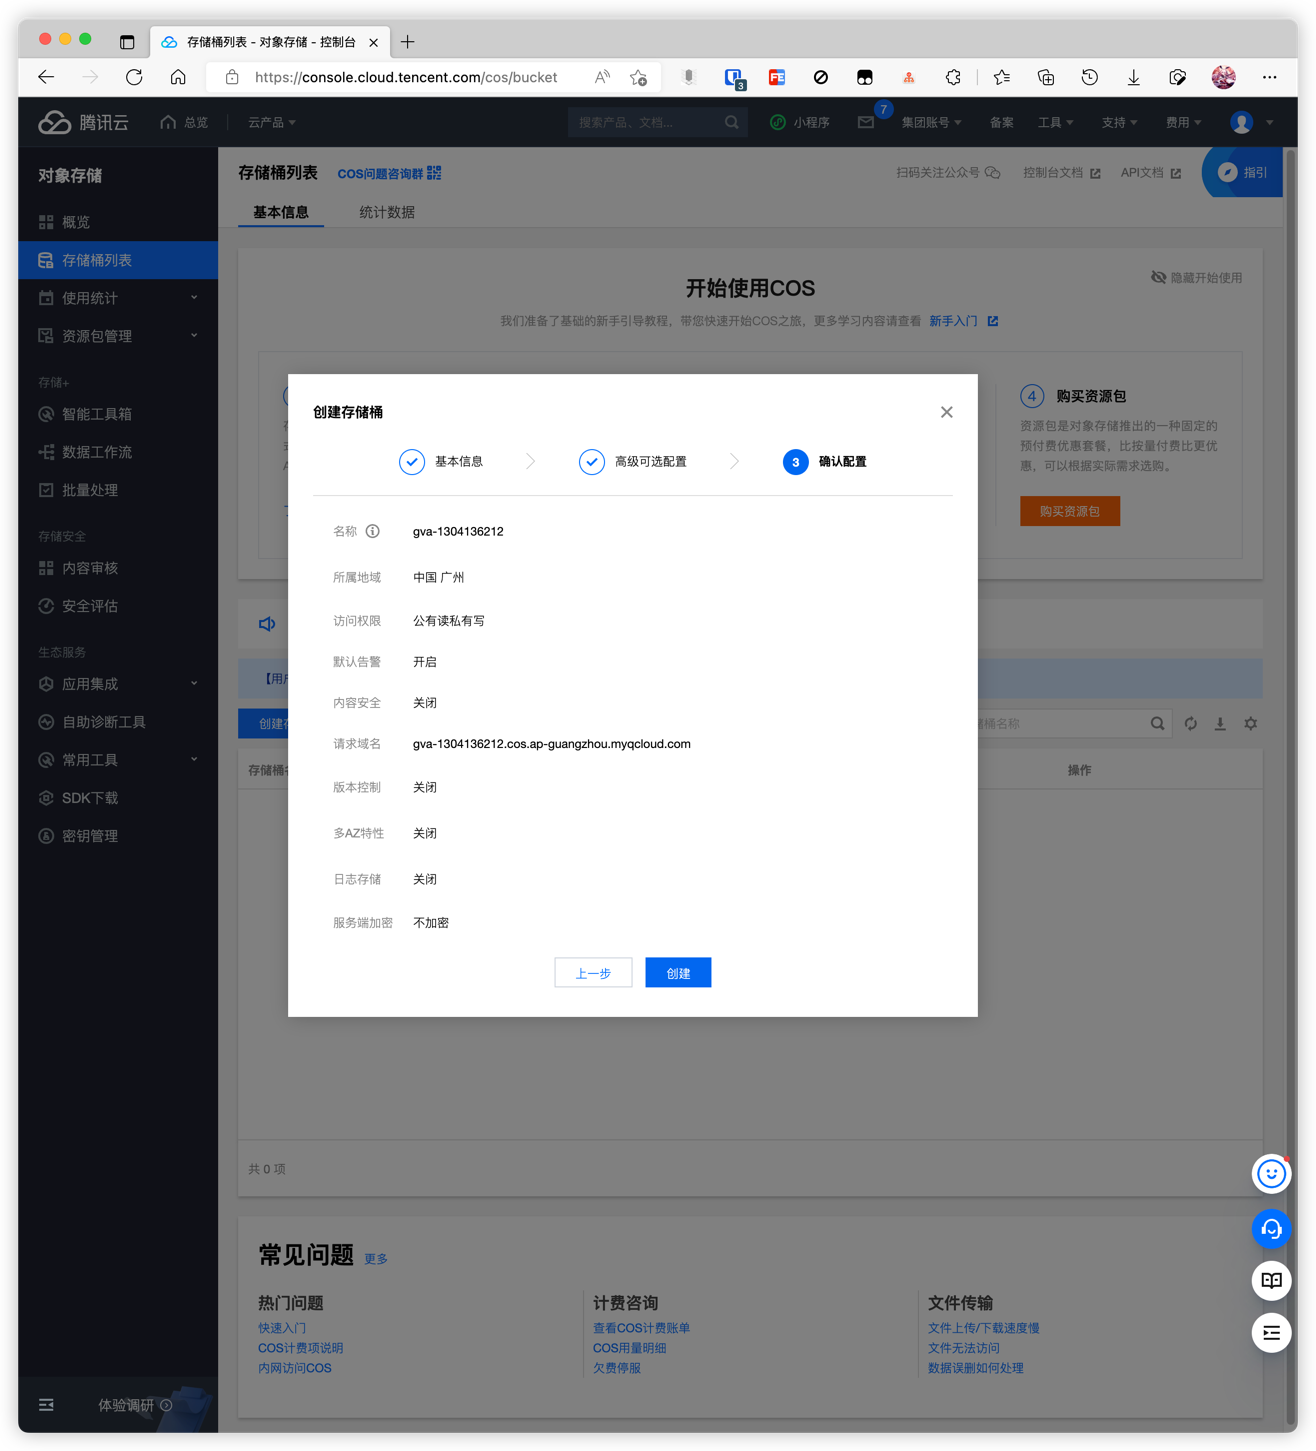 存储桶列表 - 对象存储 - 控制台
https://console.cloud.tencent.com/cos/bucket
3
腾讯云
总览
云产品
搜索产品、文档...
小程序
7
集团账号
备案
工具
支持
费用
对象存储
概览
存储桶列表
使用统计
资源包管理
存储+
智能工具箱
数据工作流
批量处理
存储安全
内容审核
安全评估
生态服务
应用集成
自助诊断工具
常用工具
SDK下载
密钥管理
体验调研
存储桶列表
COS问题咨询群
扫码关注公众号
控制台文档
API文档
指引
基本信息
统计数据
开始使用COS
隐藏开始使用
我们准备了基础的新手引导教程，带您快速开始COS之旅，更多学习内容请查看 新手入门
4 购买资源包
资源包是对象存储推出的一种固定的
预付费优惠套餐，比按量付费比更优
惠，可以根据实际需求选购。
购买资源包
创建存储桶
基本信息
高级可选配置
3 确认配置
名称 gva-1304136212
所属地域 中国 广州
访问权限 公有读私有写
默认告警 开启
内容安全 关闭
请求域名 gva-1304136212.cos.ap-guangzhou.myqcloud.com
版本控制 关闭
多AZ特性 关闭
日志存储 关闭
服务端加密 不加密
上一步
创建
【用户
创建
桶名称
存储桶
操作
共 0 项
常见问题 更多
热门问题
快速入门
COS计费项说明
内网访问COS
计费咨询
查看COS计费账单
COS用量明细
欠费停服
文件传输
文件上传/下载速度慢
文件无法访问
数据误删如何处理